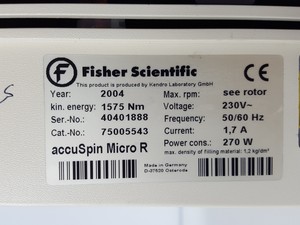 Fisher Scientific
This product is produced by Kendro Laboratory GmbH
Year: 2004 Max. rpm: see rotor
kin. energy: 1575 Nm Voltage: 230V~
Ser.-No: 40401888 Frequency: 50/60 Hz
Cat.-No: 75005543 Current: 1,7 A
Power cons.: 270 W
accuSpin Micro R max. density of filling material: 1,2 kg/dm³
Made in Germany
D-37520 Osterode